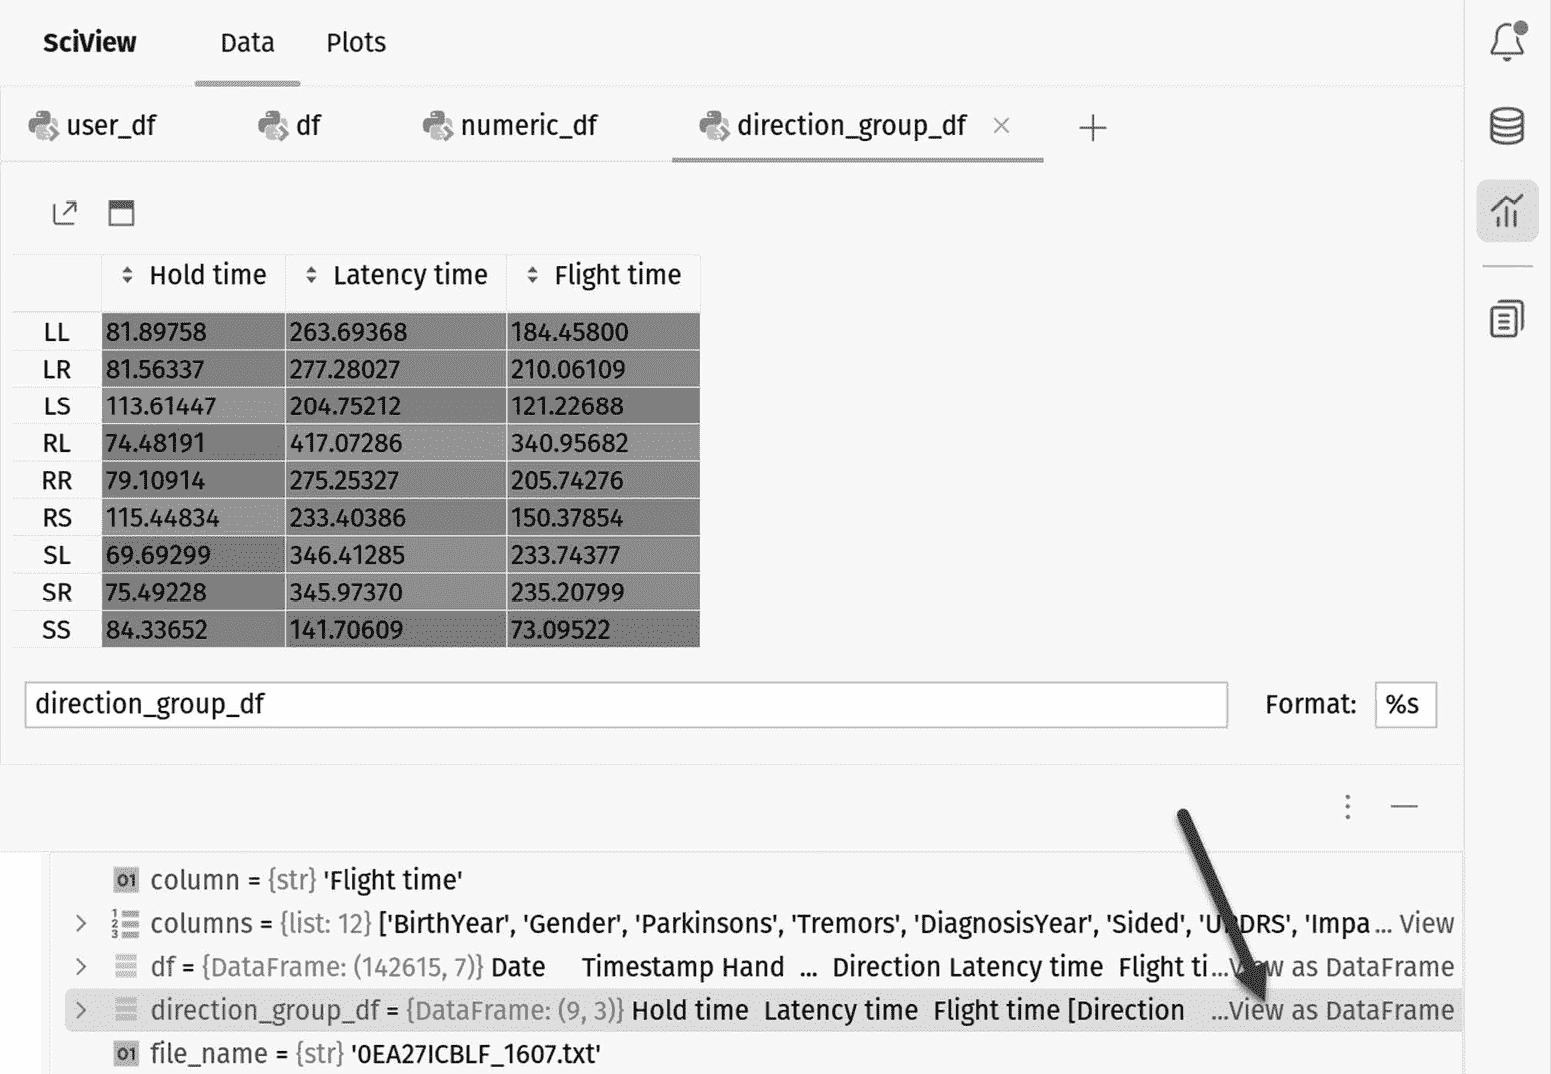 SciView Data Plots
user_df df numeric_df direction_group_df
Hold time Latency time Flight time
LL 81.89758 263.69368 184.45800
LR 81.56337 277.28027 210.06109
LS 113.61447 204.75212 121.22688
RL 74.48191 417.07286 340.95682
RR 79.10914 275.25327 205.74276
RS 115.44834 233.40386 150.37854
SL 69.69299 346.41285 233.74377
SR 75.49228 345.97370 235.20799
SS 84.33652 141.70609 73.09522
direction_group_df Format: %s
01 column = {str} 'Flight time'
columns = {list: 12} ['BirthYear', 'Gender', 'Parkinsons', 'Tremors', 'DiagnosisYear', 'Sided', 'UPDRS', 'Impa... View
df = {DataFrame: (142615, 7)} Date Timestamp Hand ... Direction Latency time Flight ti...View as DataFrame
direction_group_df = {DataFrame: (9, 3)} Hold time Latency time Flight time [Direction ...View as DataFrame
01 file_name = {str} '0EA27ICBLF_1607.txt'